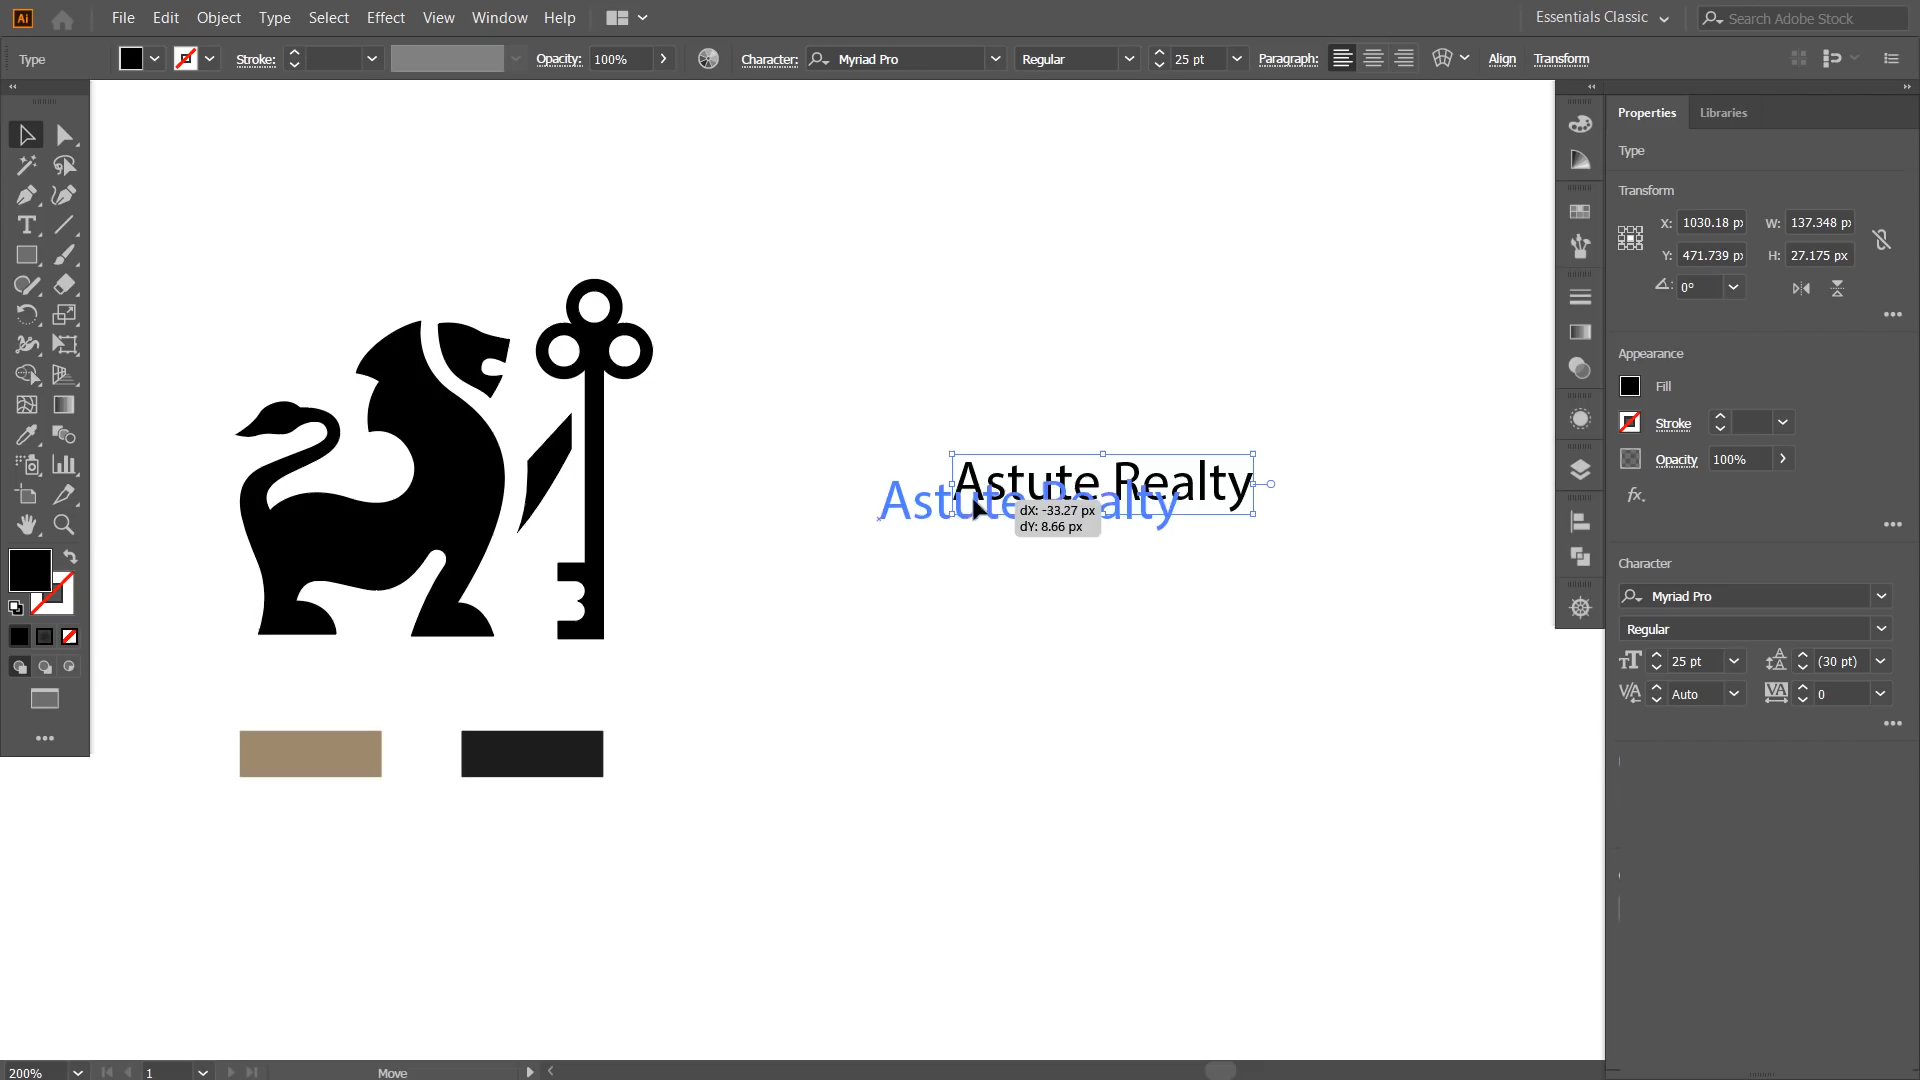 Ai File Edit Object Type Select Effect View Window Help Essentials Classic Search Adobe Stock
Type Stroke: Opacity: 100% Character: Myriad Pro Regular 25 pt Paragraph: Align Transform
Properties Libraries
Type
Transform
X: 1030.18 px W: 137.348 px
Y: 471.739 px H: 27.175 px
0°
Appearance
Fill
Stroke
Opacity 100%
fx.
Character
Myriad Pro
Regular
25 pt (30 pt)
Auto 0
Astute Realty
Astute Realty
dX: -33.27 px
dY: 8.66 px
200% 1 Move